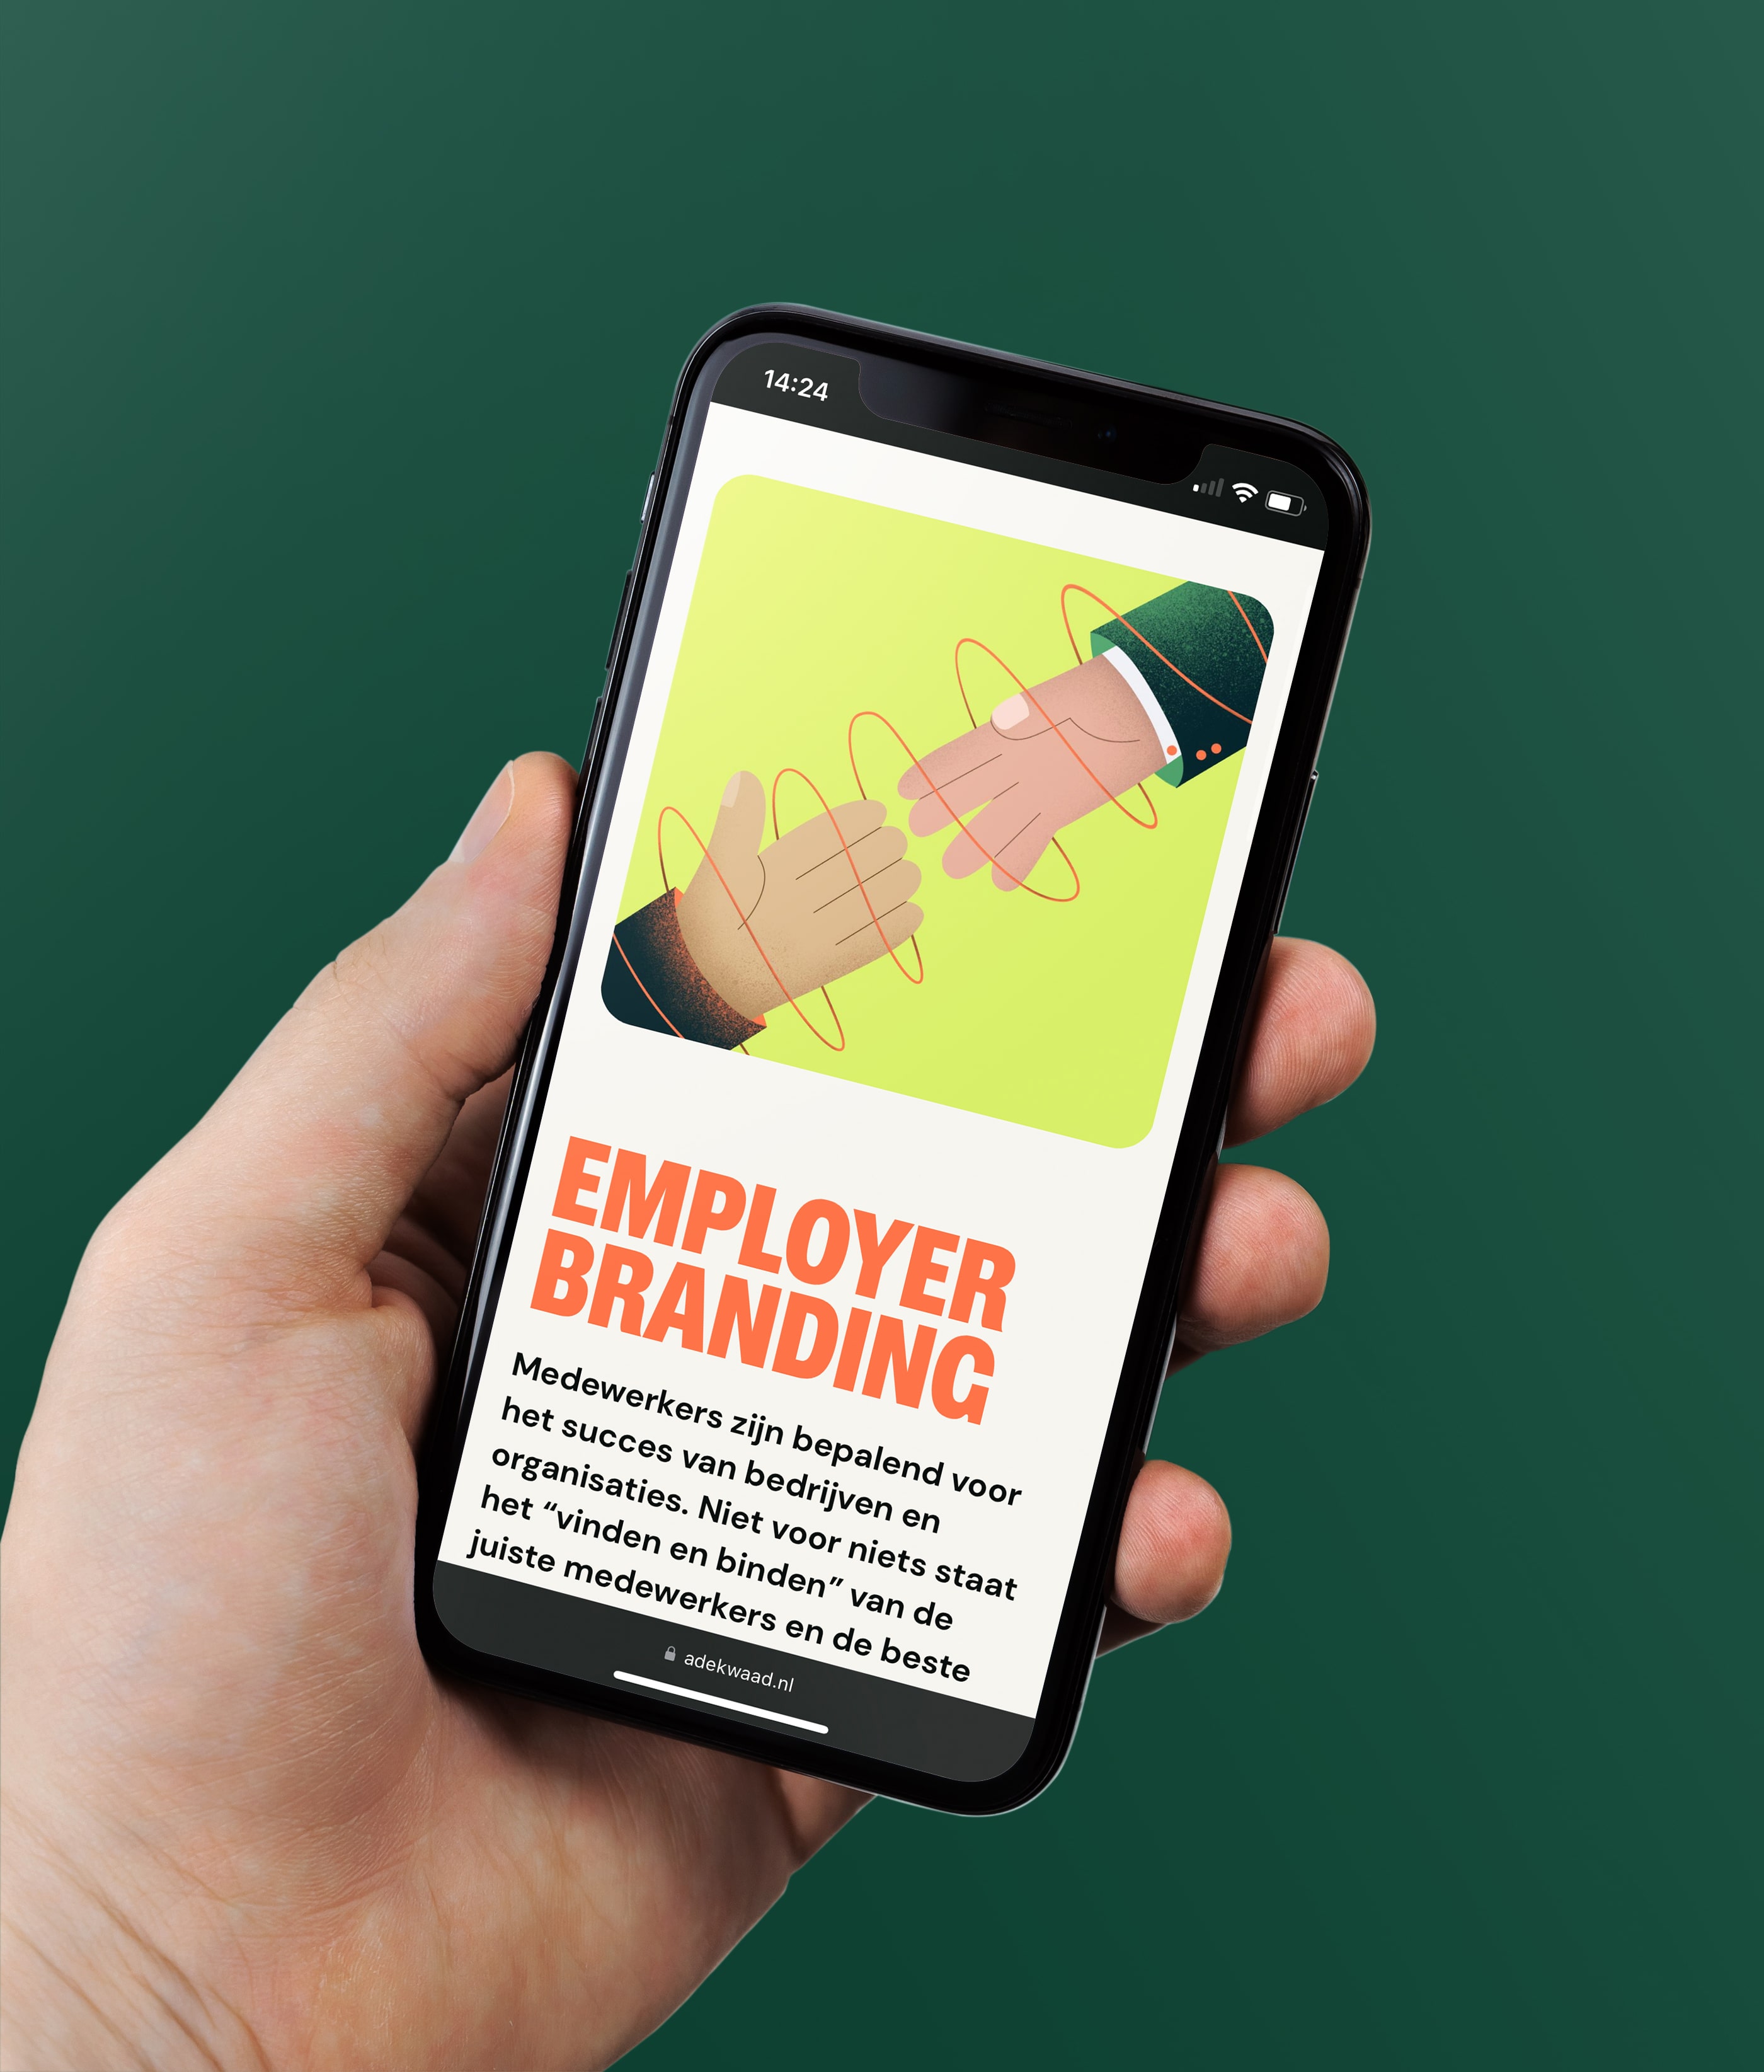 14:24
EMPLOYER
BRANDING
Medewerkers zijn bepalend voor
het succes van bedrijven en
organisaties. Niet voor niets staat
het “vinden en binden” van de
juiste medewerkers en de beste
adekwaad.nl